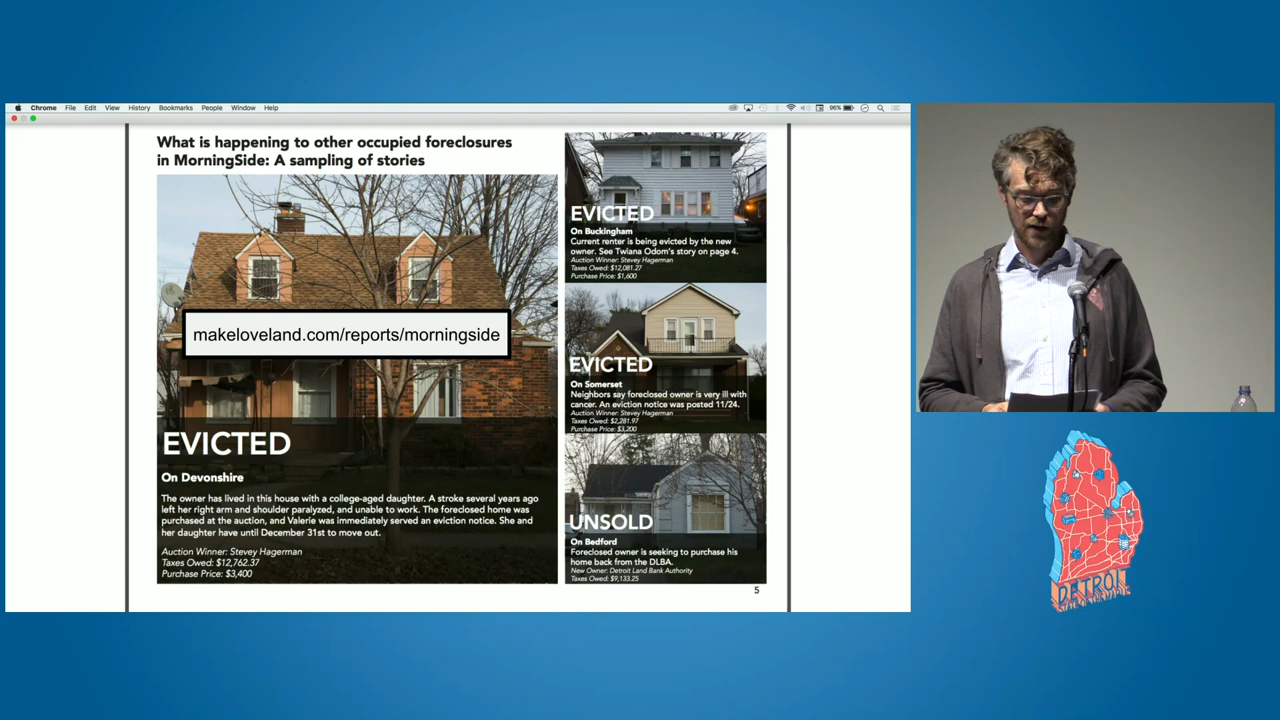 Chrome File Edit View History Bookmarks People Window Help
96%
What is happening to other occupied foreclosures
in MorningSide: A sampling of stories
makeloveland.com/reports/morningside
EVICTED
On Devonshire
The owner has lived in this house with a college-aged daughter. A stroke several years ago
left her right arm and shoulder paralyzed, and unable to work. The foreclosed home was
purchased at the auction, and Valerie was immediately served an eviction notice. She and
her daughter have until December 31st to move out.
Auction Winner: Stevey Hagerman
Taxes Owed: $12,762.37
Purchase Price: $3,400
EVICTED
On Buckingham
Current renter is being evicted by the new
owner. See Twiana Odom's story on page 4.
Auction Winner: Stevey Hagerman
Taxes Owed: $12,081.27
Purchase Price: $1,600
EVICTED
On Somerset
Neighbors say foreclosed owner is very ill with
cancer. An eviction notice was posted 11/24.
Auction Winner: Stevey Hagerman
Taxes Owed: $2,281.97
Purchase Price: $3,200
UNSOLD
On Bedford
Foreclosed owner is seeking to purchase his
home back from the DLBA.
New Owner: Detroit Land Bank Authority
Taxes Owed: $9,133.25
5
DETROIT
STATE OF THE MAP US